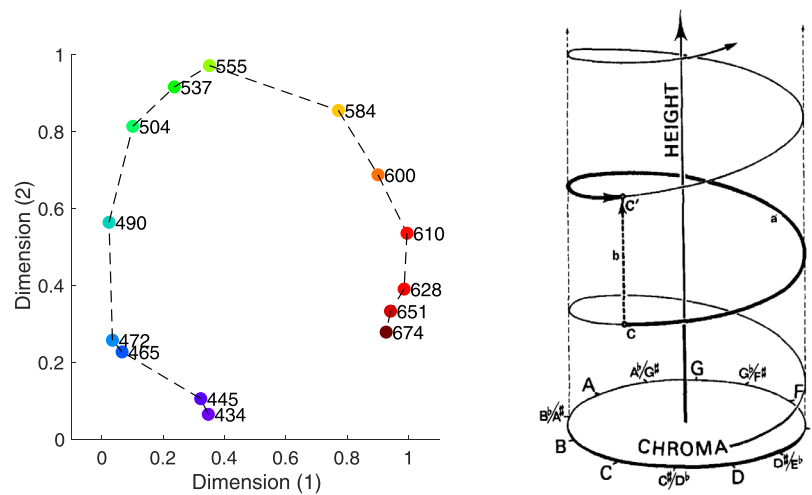 1
0.8
0.6
0.4
0.2
0
0
0.2
0.4
0.6
0.8
1
Dimension (2)
Dimension (1)
555
537
504
584
600
490
610
628
651
674
472
465
445
434
HEIGHT
C'
a
b
C
G
A♭/G♯
G♭/F♯
A
F
B♭/A♯
B
CHROMA
C
D♯/E♭
C♯/D♭
D